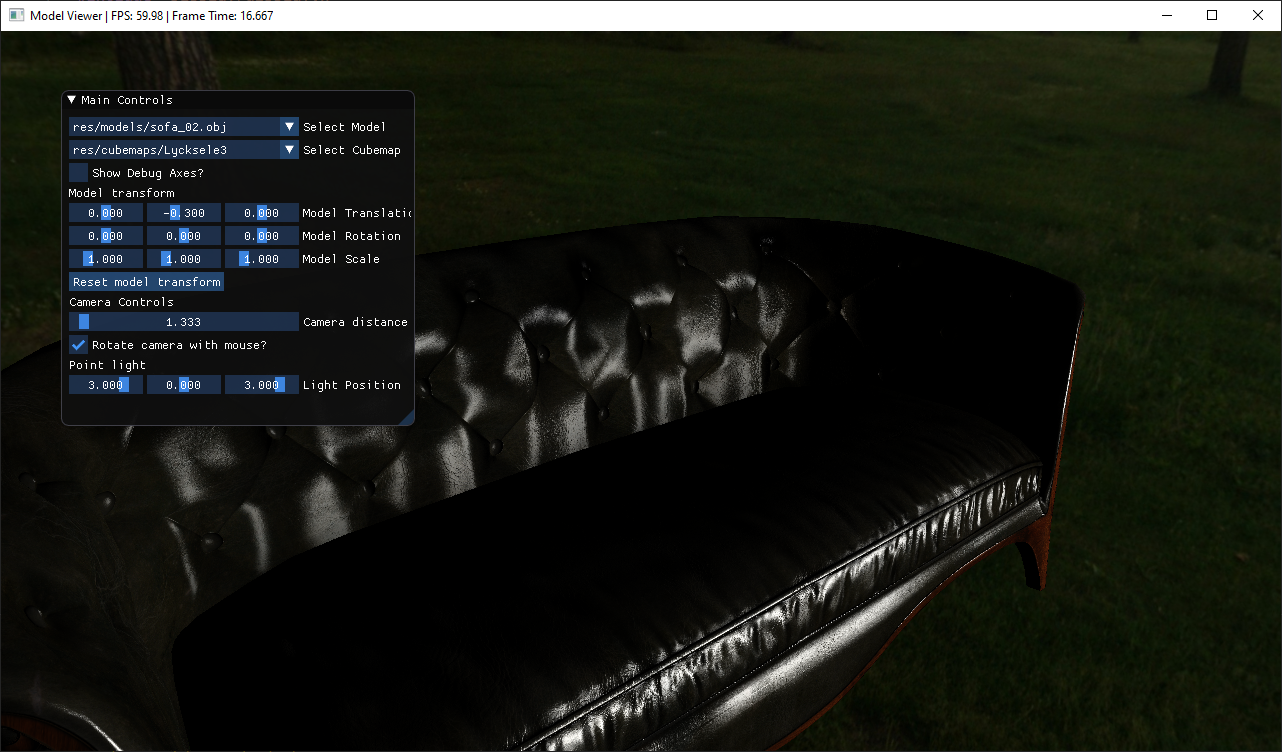 Model Viewer | FPS: 59.98 | Frame Time: 16.667
Main Controls
res/models/sofa_02.obj Select Model
res/cubemaps/Lycksele3 Select Cubemap
Show Debug Axes?
Model transform
0.000 -0.300 0.000 Model Translatic
0.000 0.000 0.000 Model Rotation
1.000 1.000 1.000 Model Scale
Reset model transform
Camera Controls
1.333 Camera distance
Rotate camera with mouse?
Point light
3.000 0.000 3.000 Light Position